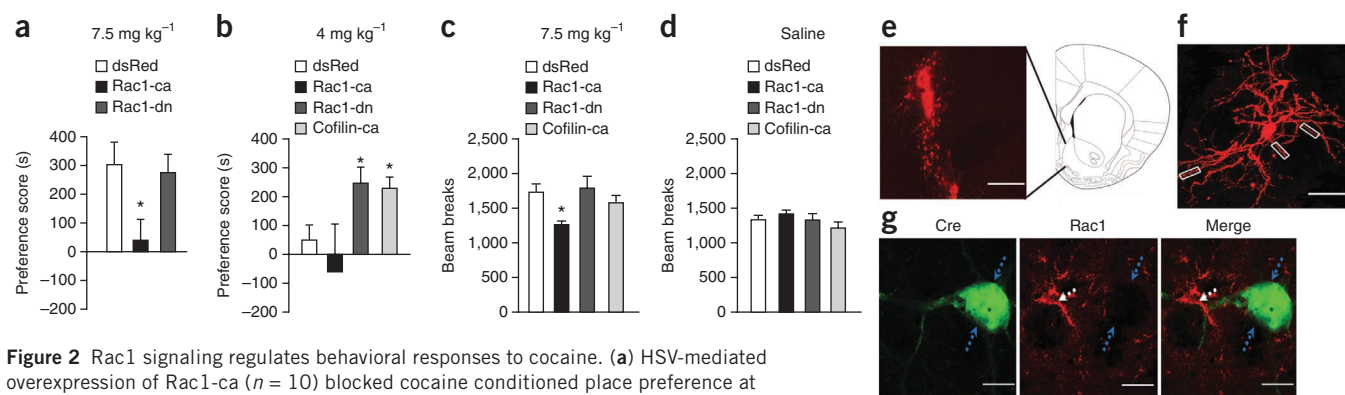 a
7.5 mg kg⁻¹
dsRed
Rac1-ca
Rac1-dn
Preference score (s)
400
300
200
100
0
–100
–200
*
b
4 mg kg⁻¹
dsRed
Rac1-ca
Rac1-dn
Cofilin-ca
Preference score (s)
400
300
200
100
0
–100
–200
* *
c
7.5 mg kg⁻¹
dsRed
Rac1-ca
Rac1-dn
Cofilin-ca
Beam breaks
2,500
2,000
1,500
1,000
500
0
*
d
Saline
dsRed
Rac1-ca
Rac1-dn
Cofilin-ca
Beam breaks
2,500
2,000
1,500
1,000
500
0
e
f
g
Cre Rac1 Merge
Figure 2 Rac1 signaling regulates behavioral responses to cocaine. (a) HSV-mediated
overexpression of Rac1-ca (n = 10) blocked cocaine conditioned place preference at